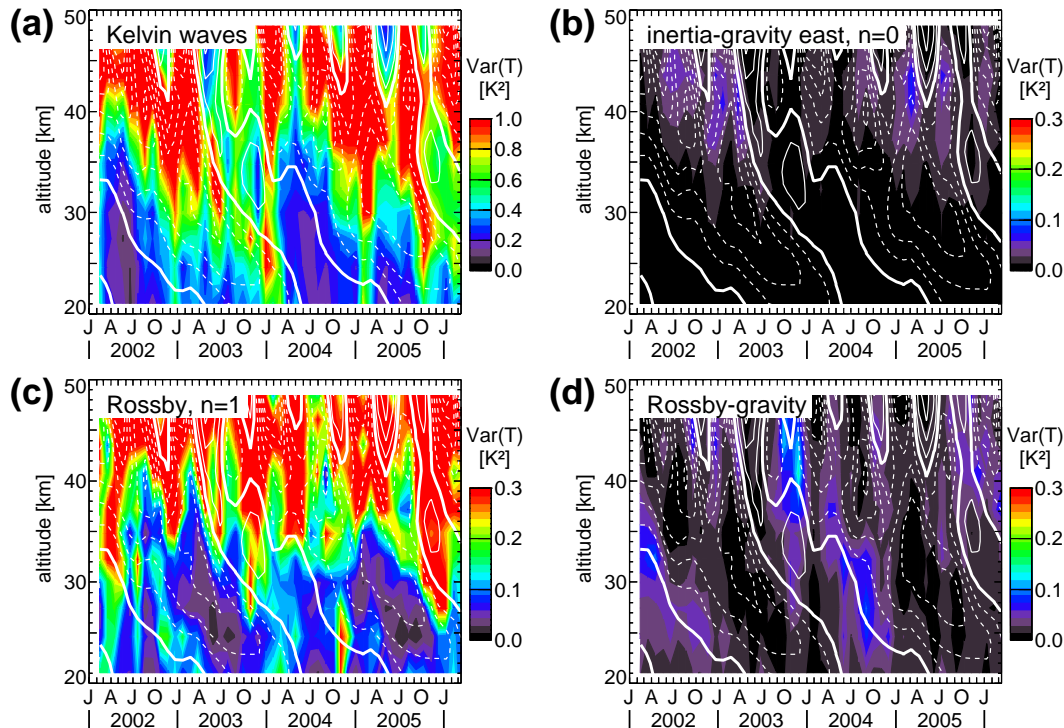 (a)
Kelvin waves
Var(T)
[K²]
altitude [km]
50
40
30
20
1.0
0.8
0.6
0.4
0.2
0.0
J A J O J A J O J A J O J A J O J
| 2002 | 2003 | 2004 | 2005 |
(b)
inertia-gravity east, n=0
Var(T)
[K²]
altitude [km]
50
40
30
20
0.3
0.2
0.1
0.0
J A J O J A J O J A J O J A J O J
| 2002 | 2003 | 2004 | 2005 |
(c)
Rossby, n=1
Var(T)
[K²]
altitude [km]
50
40
30
20
0.3
0.2
0.1
0.0
J A J O J A J O J A J O J A J O J
| 2002 | 2003 | 2004 | 2005 |
(d)
Rossby-gravity
Var(T)
[K²]
altitude [km]
50
40
30
20
0.3
0.2
0.1
0.0
J A J O J A J O J A J O J A J O J
| 2002 | 2003 | 2004 | 2005 |